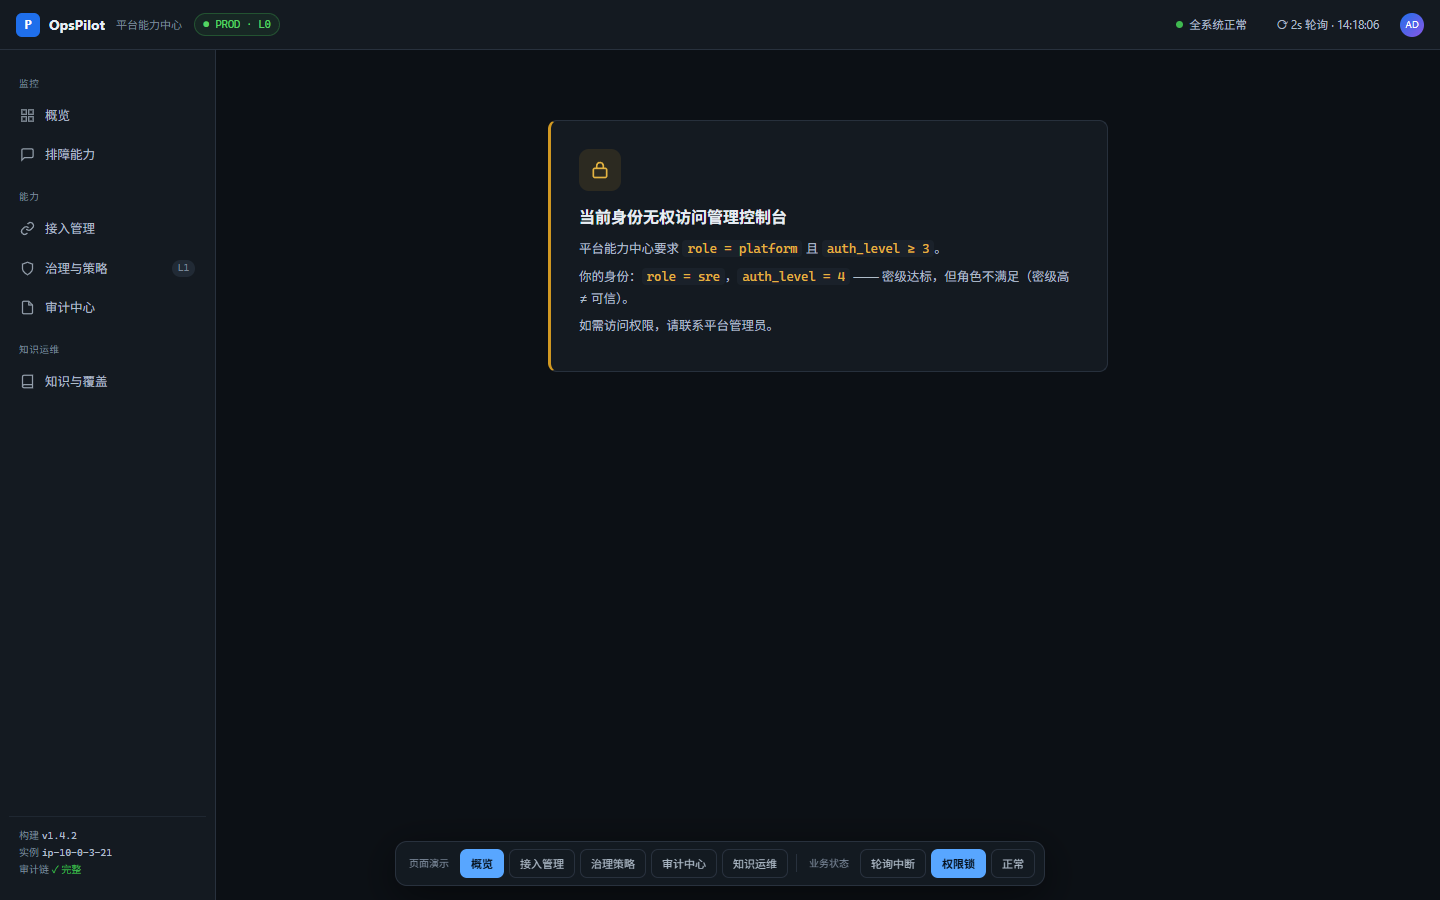 P OpsPilot 平台能力中心 PROD · L0 全系统正常 2s 轮询 · 14:18:06 AD
监控
概览
排障能力
能力
接入管理
治理与策略 L1
审计中心
知识运维
知识与覆盖
当前身份无权访问管理控制台
平台能力中心要求 role = platform 且 auth_level ≥ 3 。
你的身份： role = sre ， auth_level = 4 —— 密级达标，但角色不满足（密级高
≠ 可信）。
如需访问权限，请联系平台管理员。
构建 v1.4.2
实例 ip-10-0-3-21
审计链 ✓ 完整
页面演示 概览 接入管理 治理策略 审计中心 知识运维 业务状态 轮询中断 权限锁 正常